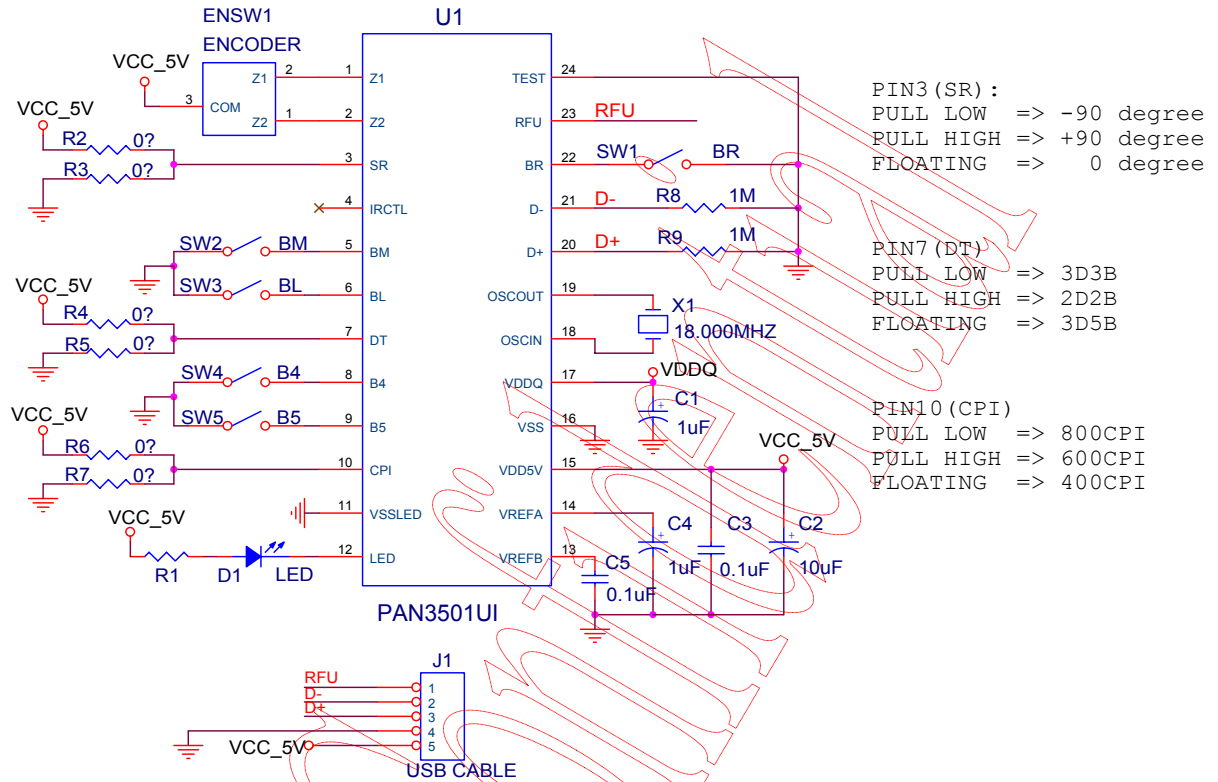 ENSW1
ENCODER
VCC_5V
Z1
2
3
COM
Z2
1
VCC_5V
R2
0?
R3
0?
SW2
BM
SW3
BL
VCC_5V
R4
0?
R5
0?
SW4
B4
SW5
B5
VCC_5V
R6
0?
R7
0?
VCC_5V
R1
D1
LED
U1
1
Z1
2
Z2
3
SR
4
IRCTL
5
BM
6
BL
7
DT
8
B4
9
B5
10
CPI
11
VSSLED
12
LED
TEST
24
RFU
23
RFU
BR
22
SW1
BR
D-
21
D-
R8
1M
D+
20
D+
R9
1M
OSCOUT
19
OSCIN
18
X1
18.000MHZ
VDDQ
VDDQ
17
C1
+
1uF
VSS
16
VCC_5V
VDD5V
15
VREFA
14
VREFB
13
C5
0.1uF
C4
+
1uF
C3
0.1uF
C2
+
10uF
PAN3501UI
PIN3(SR):
PULL LOW => -90 degree
PULL HIGH => +90 degree
FLOATING => 0 degree
PIN7(DT)
PULL LOW => 3D3B
PULL HIGH => 2D2B
FLOATING => 3D5B
PIN10(CPI)
PULL LOW => 800CPI
PULL HIGH => 600CPI
FLOATING => 400CPI
J1
RFU
1
D-
2
D+
3
4
VCC_5V
5
USB CABLE